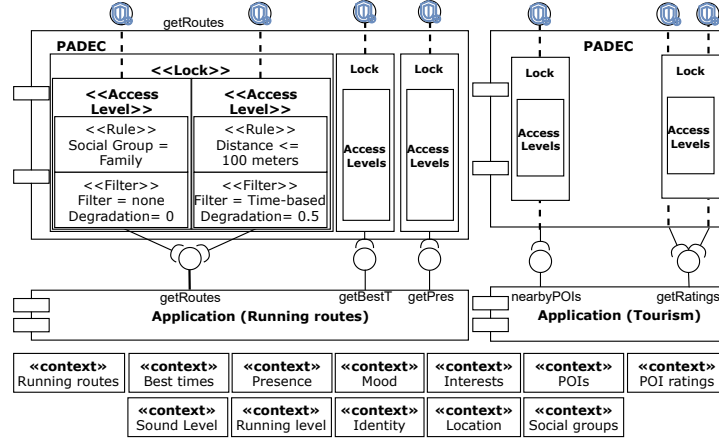 getRoutes
PADEC
<<Lock>>
<<Access
Level>>
<<Rule>>
Social Group =
Family
<<Filter>>
Filter = none
Degradation= 0
<<Access
Level>>
<<Rule>>
Distance <=
100 meters
<<Filter>>
Filter = Time-based
Degradation= 0.5
Lock
Access
Levels
Lock
Access
Levels
PADEC
Lock
Access
Levels
Lock
Access
Levels
getRoutes
getBestT
getPres
Application (Running routes)
nearbyPOIs
getRatings
Application (Tourism)
«context»
Running routes
«context»
Best times
«context»
Presence
«context»
Mood
«context»
Interests
«context»
POIs
«context»
POI ratings
«context»
Sound Level
«context»
Running level
«context»
Identity
«context»
Location
«context»
Social groups